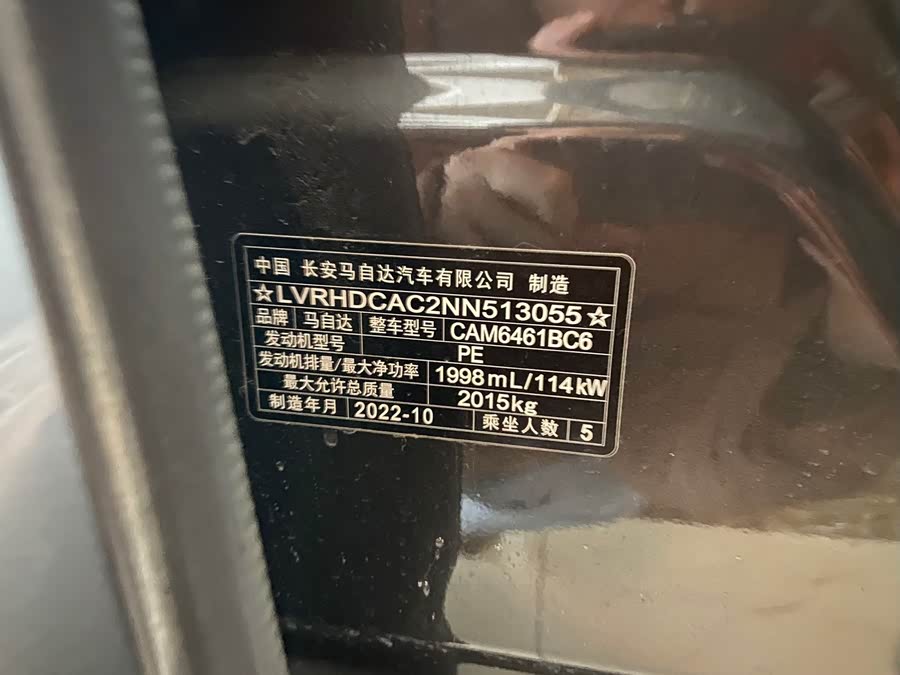 中国 长安马自达汽车有限公司 制造
☆LVRHDCAC2NN513055☆
品牌 马自达 整车型号 CAM6461BC6
发动机型号 PE
发动机排量/最大净功率 1998mL/114kW
最大允许总质量 2015kg
制造年月 2022-10 乘坐人数 5